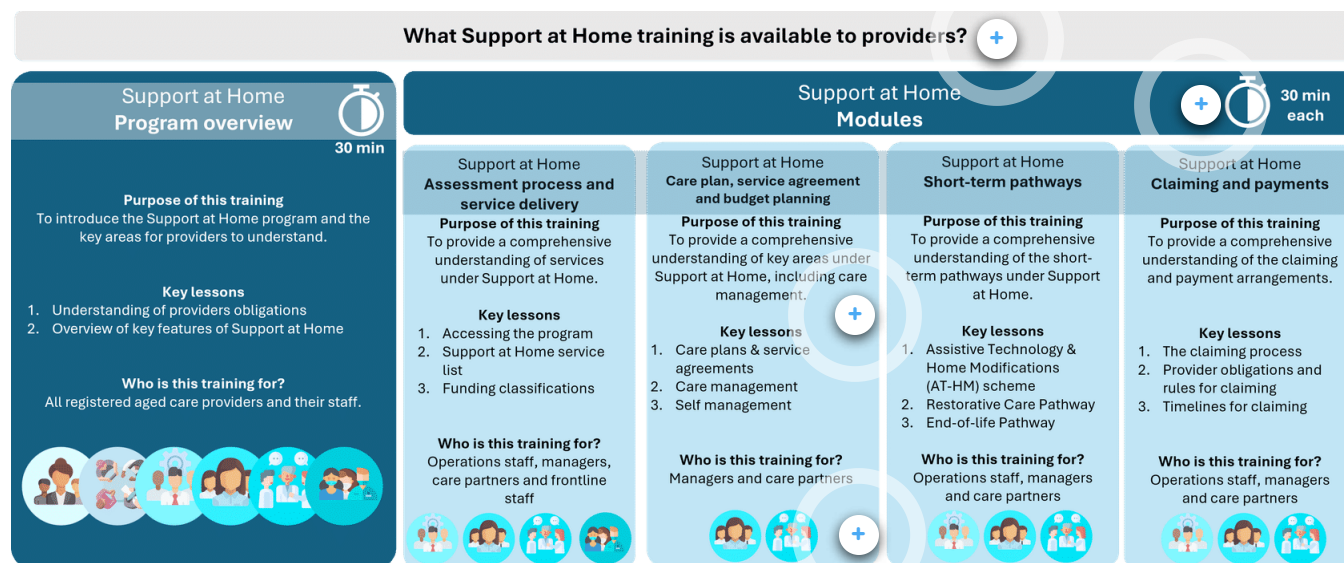 What Support at Home training is available to providers?
Support at Home
Program overview
30 min
Purpose of this training
To introduce the Support at Home program and the
key areas for providers to understand.
Key lessons
1. Understanding of providers obligations
2. Overview of key features of Support at Home
Who is this training for?
All registered aged care providers and their staff.
Support at Home
Modules
30 min
each
Support at Home
Assessment process and
service delivery
Purpose of this training
To provide a comprehensive
understanding of services
under Support at Home.
Key lessons
1. Accessing the program
2. Support at Home service
list
3. Funding classifications
Who is this training for?
Operations staff, managers,
care partners and frontline
staff
Support at Home
Care plan, service agreement
and budget planning
Purpose of this training
To provide a comprehensive
understanding of key areas under
Support at Home, including care
management.
Key lessons
1. Care plans & service
agreements
2. Care management
3. Self management
Who is this training for?
Managers and care partners
Support at Home
Short-term pathways
Purpose of this training
To provide a comprehensive
understanding of the short-
term pathways under Support
at Home.
Key lessons
1. Assistive Technology &
Home Modifications
(AT-HM) scheme
2. Restorative Care Pathway
3. End-of-life Pathway
Who is this training for?
Operations staff, managers
and care partners
Support at Home
Claiming and payments
Purpose of this training
To provide a comprehensive
understanding of the claiming
and payment arrangements.
Key lessons
1. The claiming process
2. Provider obligations and
rules for claiming
3. Timelines for claiming
Who is this training for?
Operations staff, managers
and care partners